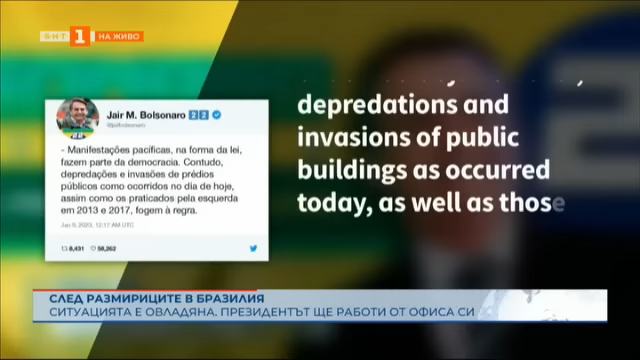 БНТ 1 НА ЖИВО
Jair M. Bolsonaro 22
@jairbolsonaro
- Manifestações pacíficas, na forma da lei,
fazem parte da democracia. Contudo,
depredações e invasões de prédios
públicos como ocorridos no dia de hoje,
assim como os praticados pela esquerda
em 2013 e 2017, fogem à regra.
Jan 9, 2023, 12:17 AM UTC
8,431 58,262
depredations and
invasions of public
buildings as occurred
today, as well as those
СЛЕД РАЗМИРИЦИТЕ В БРАЗИЛИЯ
СИТУАЦИЯТА Е ОВЛАДЯНА. ПРЕЗИДЕНТЪТ ЩЕ РАБОТИ ОТ ОФИСА СИ